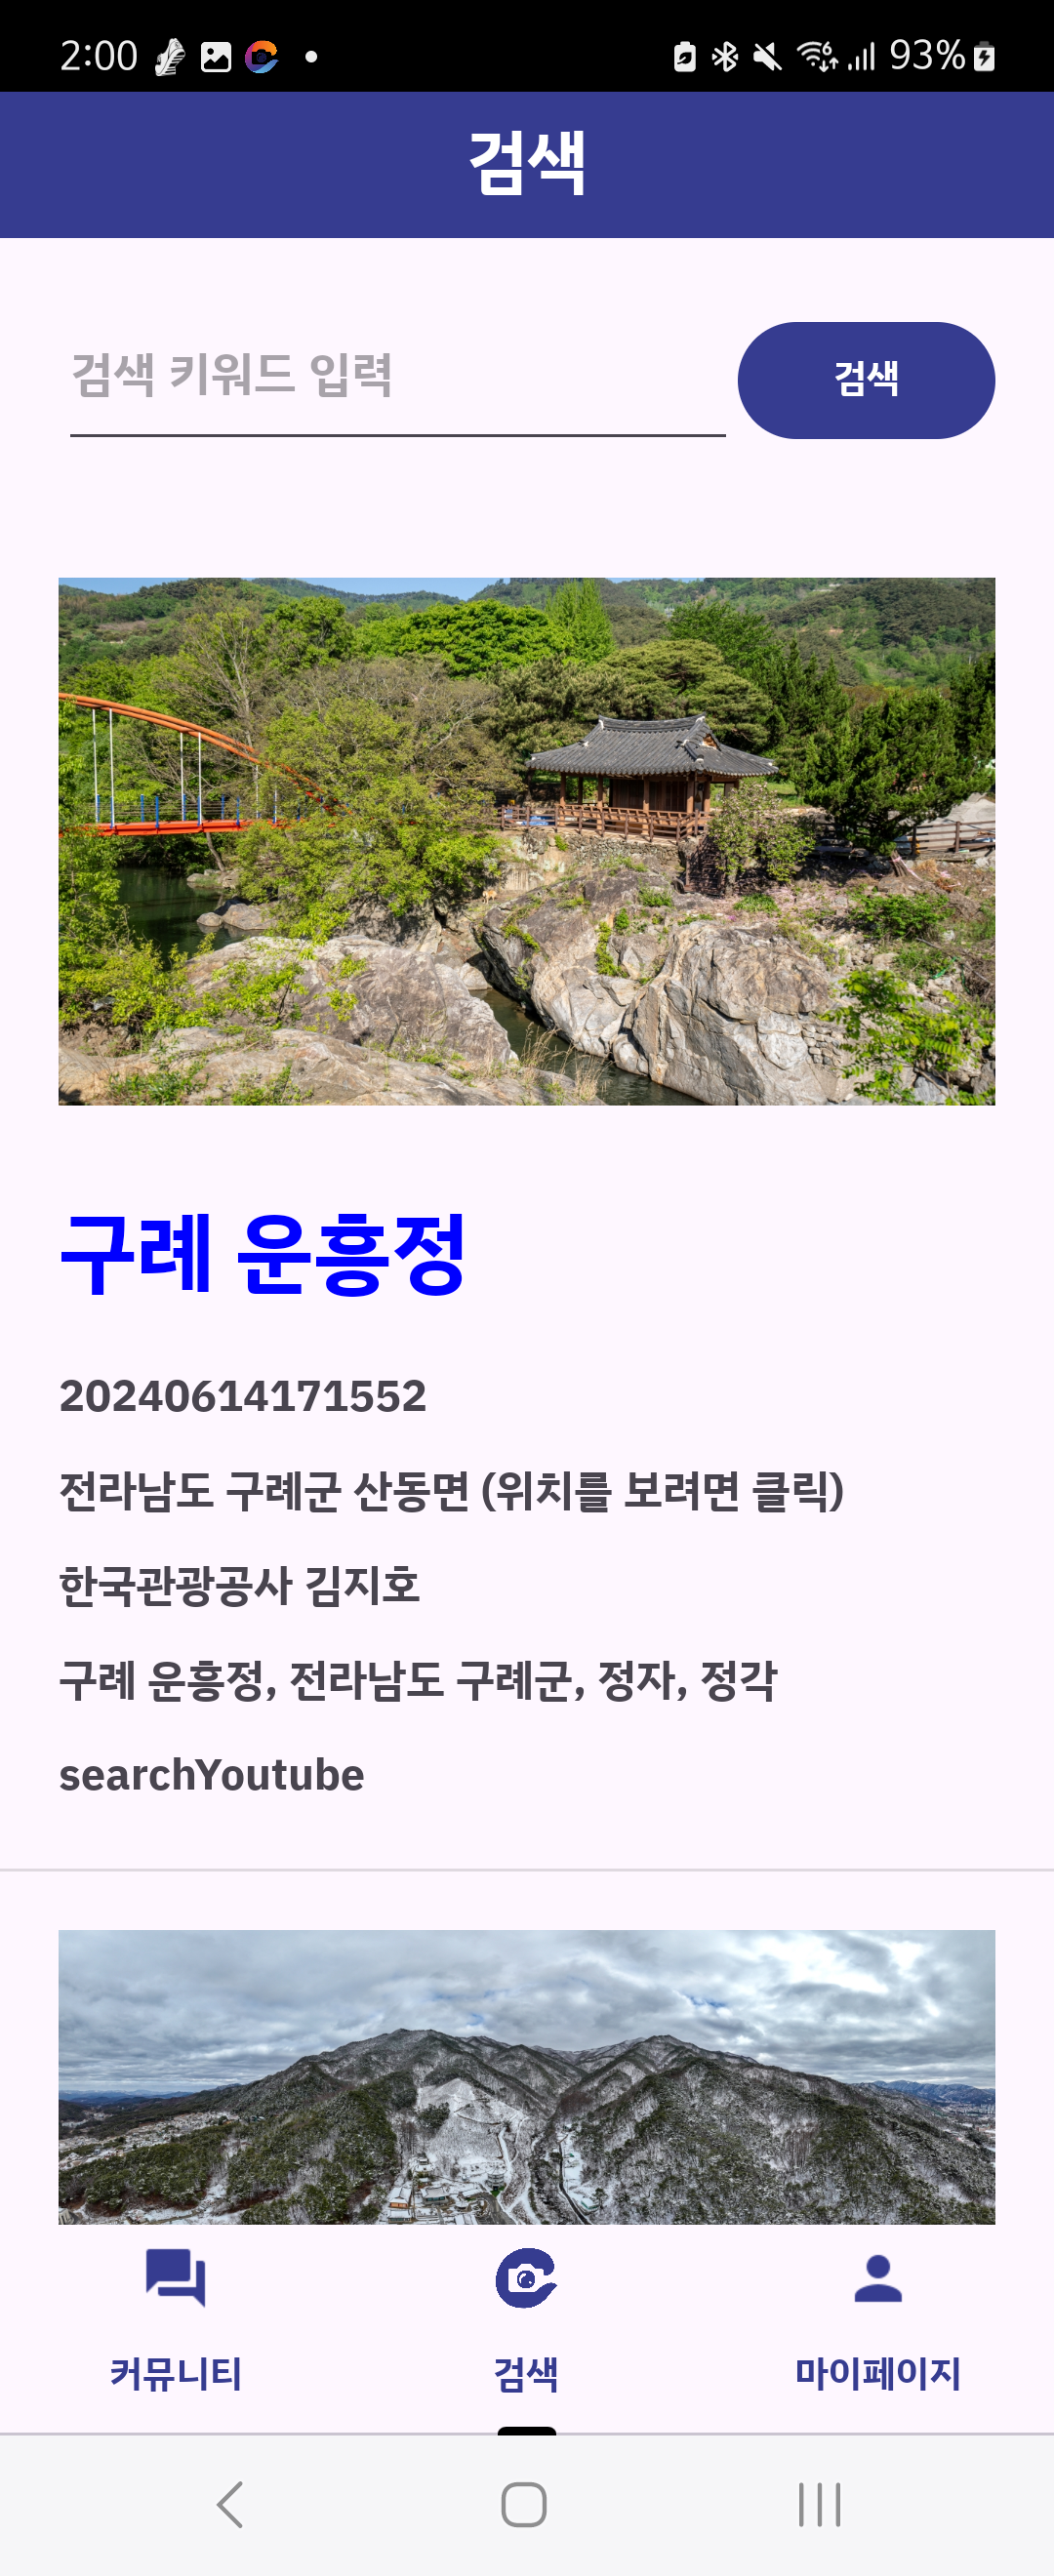 2:00
93%
검색
검색 키워드 입력
검색
구례 운흥정
20240614171552
전라남도 구례군 산동면 (위치를 보려면 클릭)
한국관광공사 김지호
구례 운흥정, 전라남도 구례군, 정자, 정각
searchYoutube
커뮤니티
검색
마이페이지